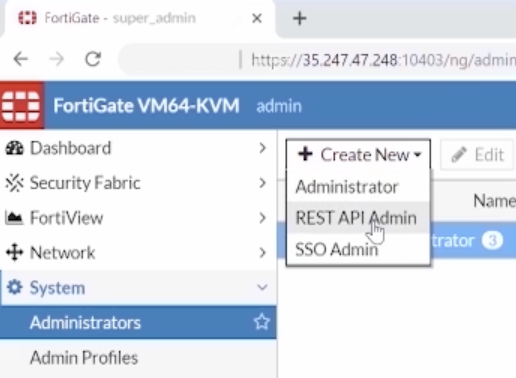 FortiGate - super_admin
https://35.247.47.248:10403/ng/admin
FortiGate VM64-KVM admin
Dashboard
Security Fabric
FortiView
Network
System
Administrators
Admin Profiles
Create New
Edit
Administrator
REST API Admin
SSO Admin
Name
trator 3